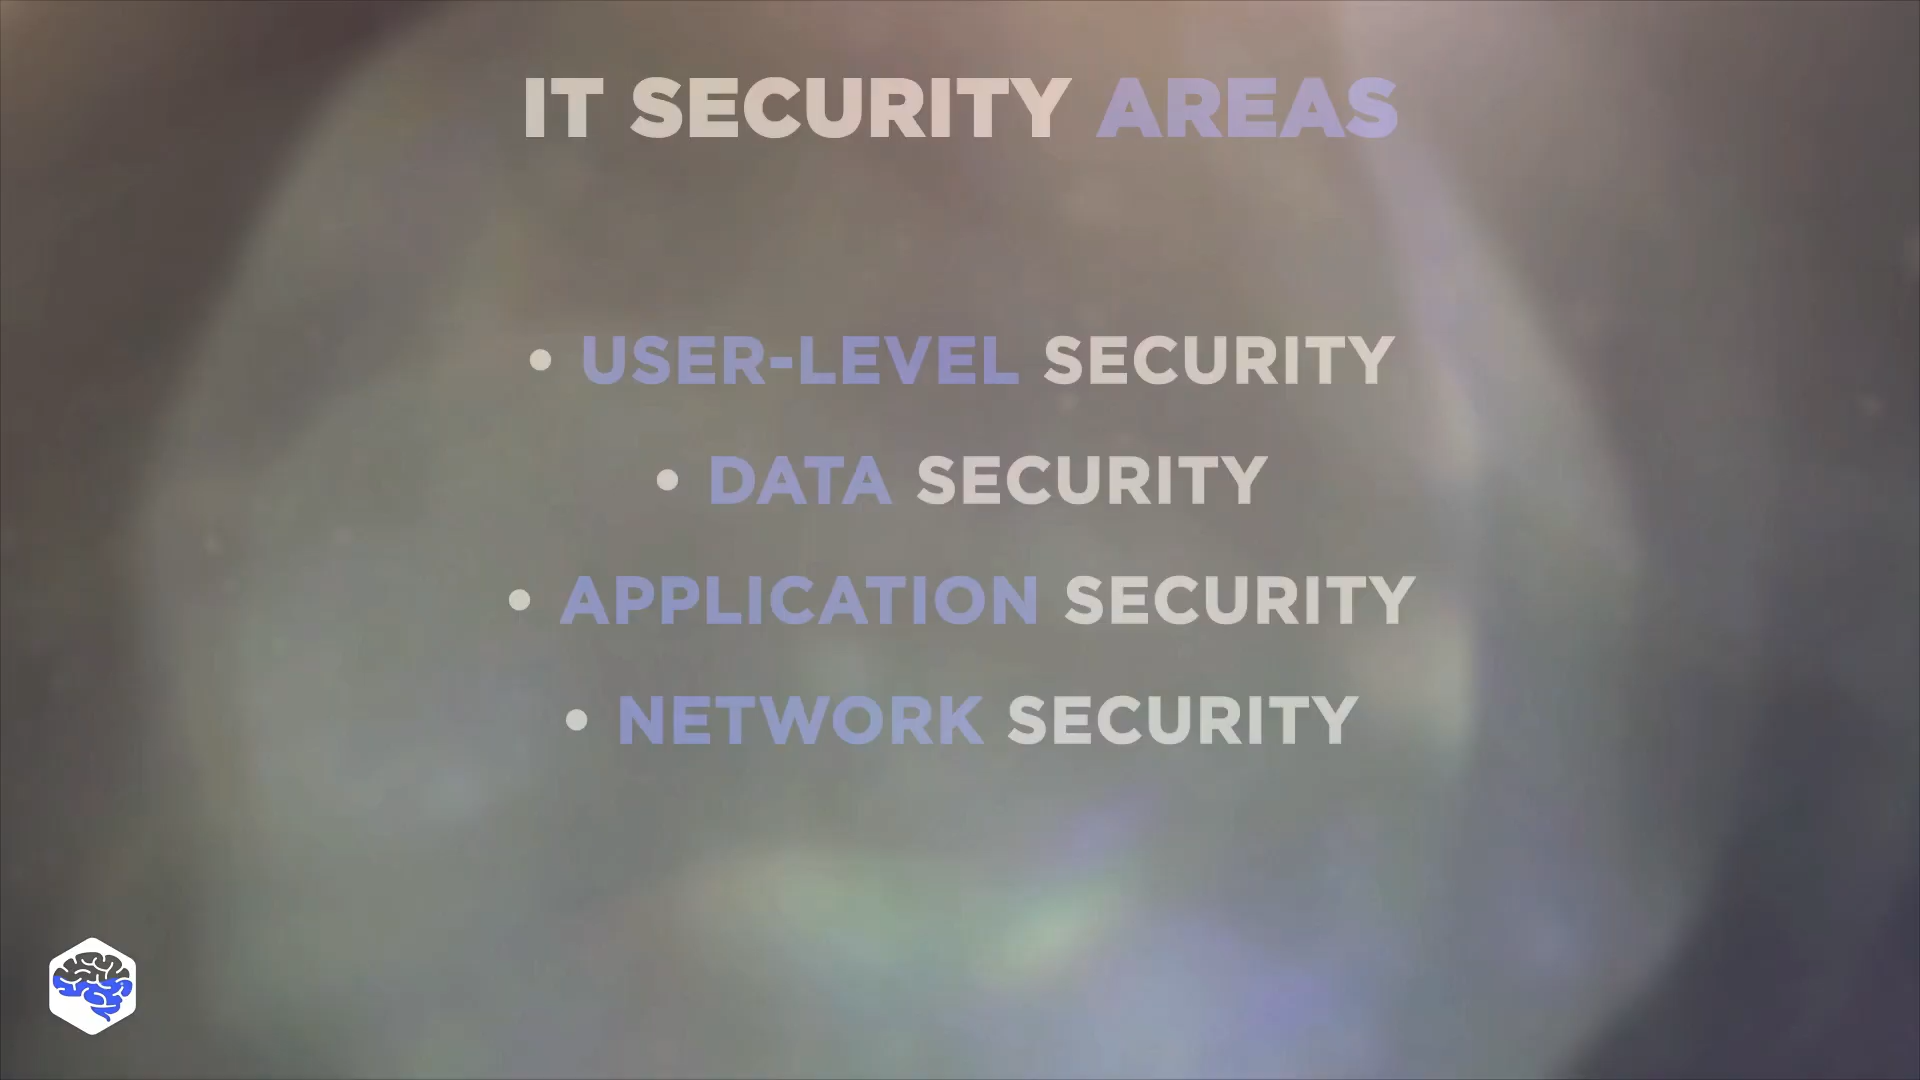 IT SECURITY AREAS
• USER-LEVEL SECURITY
• DATA SECURITY
• APPLICATION SECURITY
• NETWORK SECURITY